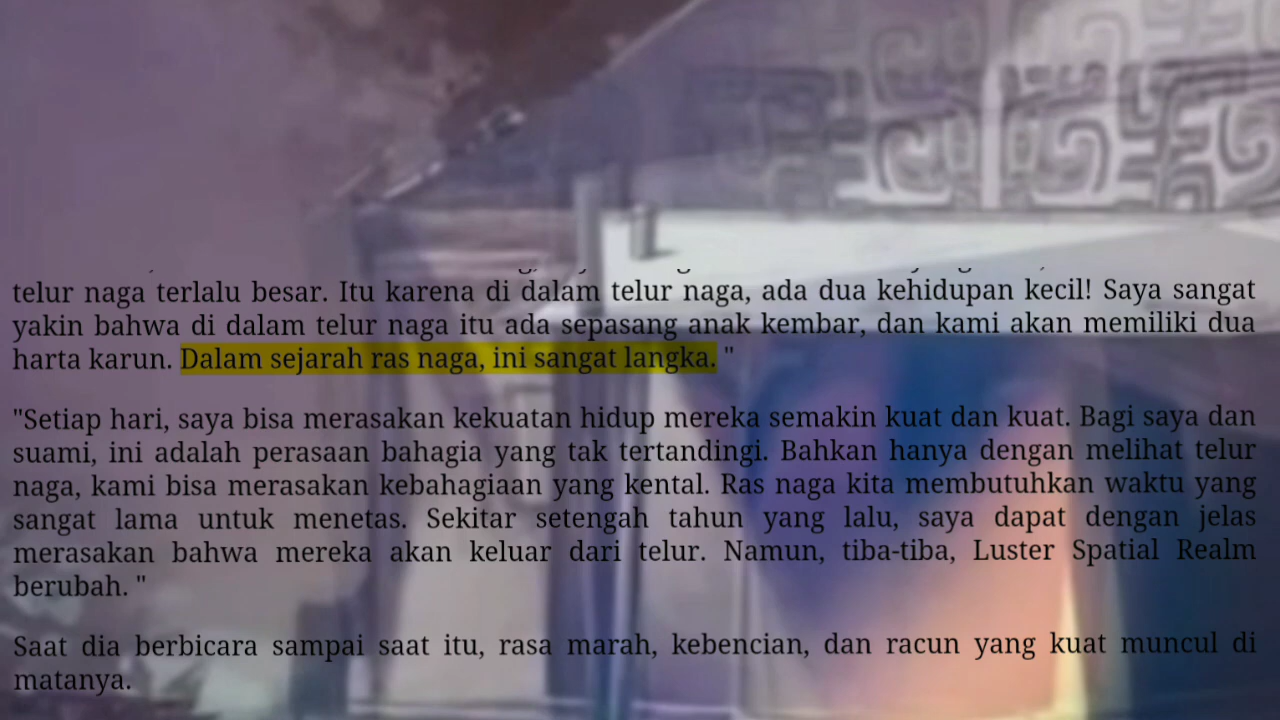 telur naga terlalu besar. Itu karena di dalam telur naga, ada dua kehidupan kecil! Saya sangat
yakin bahwa di dalam telur naga itu ada sepasang anak kembar, dan kami akan memiliki dua
harta karun. Dalam sejarah ras naga, ini sangat langka. "
"Setiap hari, saya bisa merasakan kekuatan hidup mereka semakin kuat dan kuat. Bagi saya dan
suami, ini adalah perasaan bahagia yang tak tertandingi. Bahkan hanya dengan melihat telur
naga, kami bisa merasakan kebahagiaan yang kental. Ras naga kita membutuhkan waktu yang
sangat lama untuk menetas. Sekitar setengah tahun yang lalu, saya dapat dengan jelas
merasakan bahwa mereka akan keluar dari telur. Namun, tiba-tiba, Luster Spatial Realm
berubah. "
Saat dia berbicara sampai saat itu, rasa marah, kebencian, dan racun yang kuat muncul di
matanya.